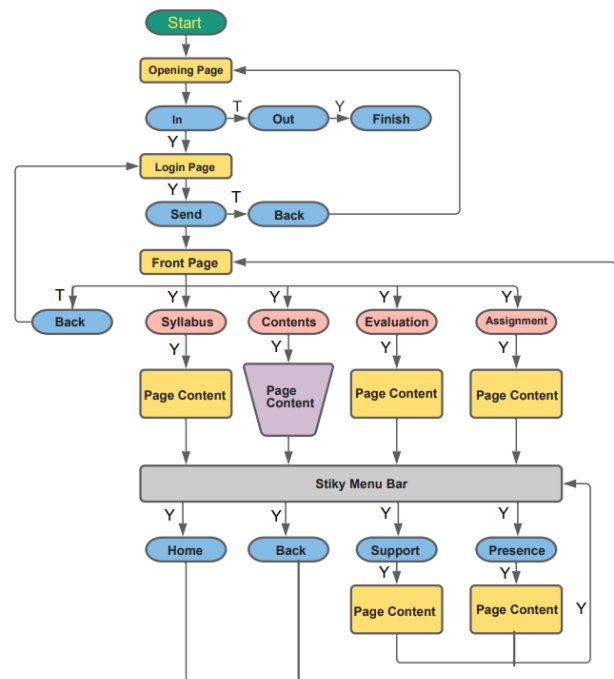 Start
Opening Page
In
T
Out
Y
Finish
Y
Login Page
Y
Send
T
Back
Front Page
T
Y
Y
Y
Y
Back
Syllabus
Contents
Evaluation
Assignment
Y
Y
Y
Y
Page Content
Page
Content
Page Content
Page Content
Stiky Menu Bar
Y
Y
Y
Y
Home
Back
Support
Presence
Y
Y
Page Content
Page Content
Y